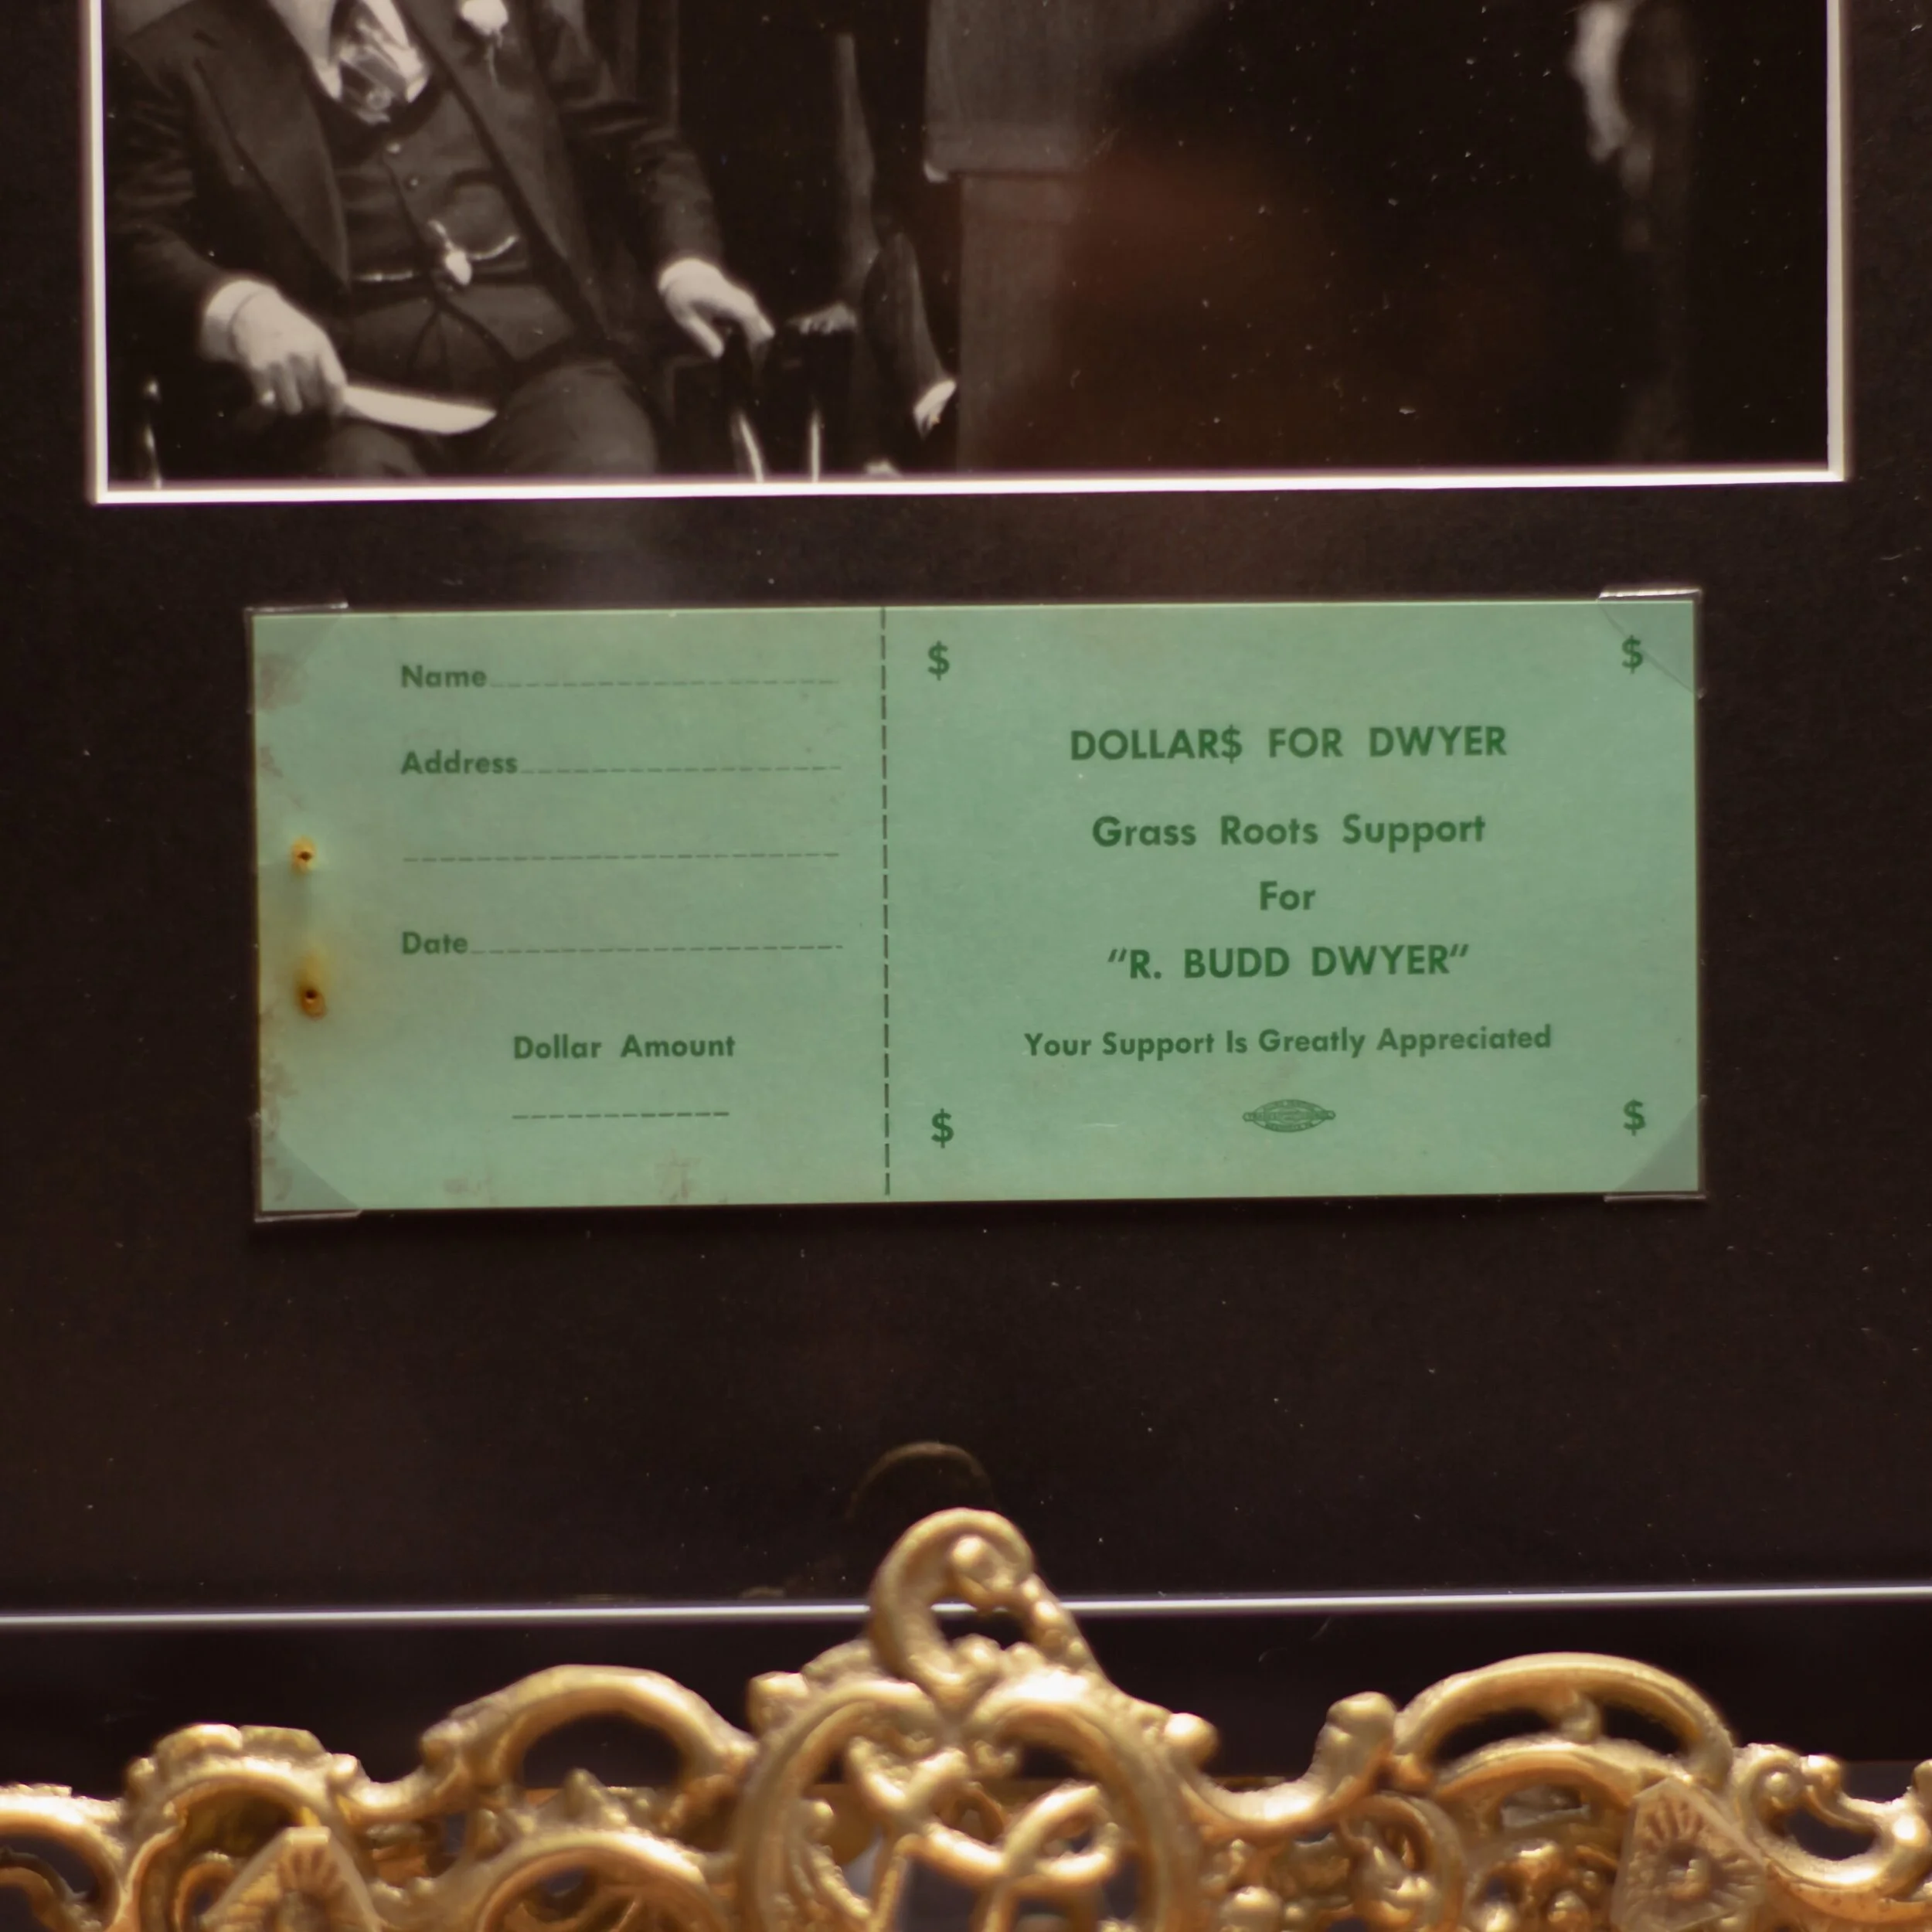 Name
Address
Date
Dollar Amount
$ $
DOLLAR$ FOR DWYER
Grass Roots Support
For
"R. BUDD DWYER"
Your Support Is Greatly Appreciated
$ $